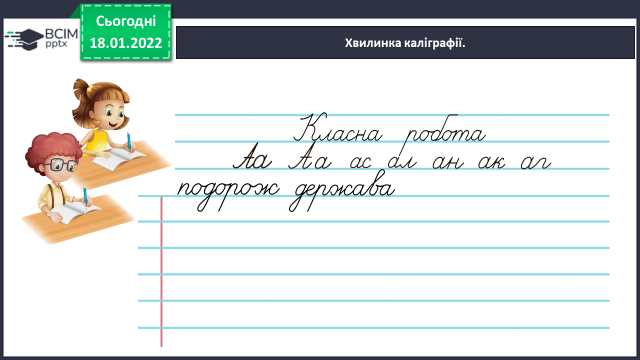 ВСІМ
pptx
Сьогодні
18.01.2022
Хвилинка каліграфії.
Класна робота
Аа Аа ас ал ан ак аг
подорож держава